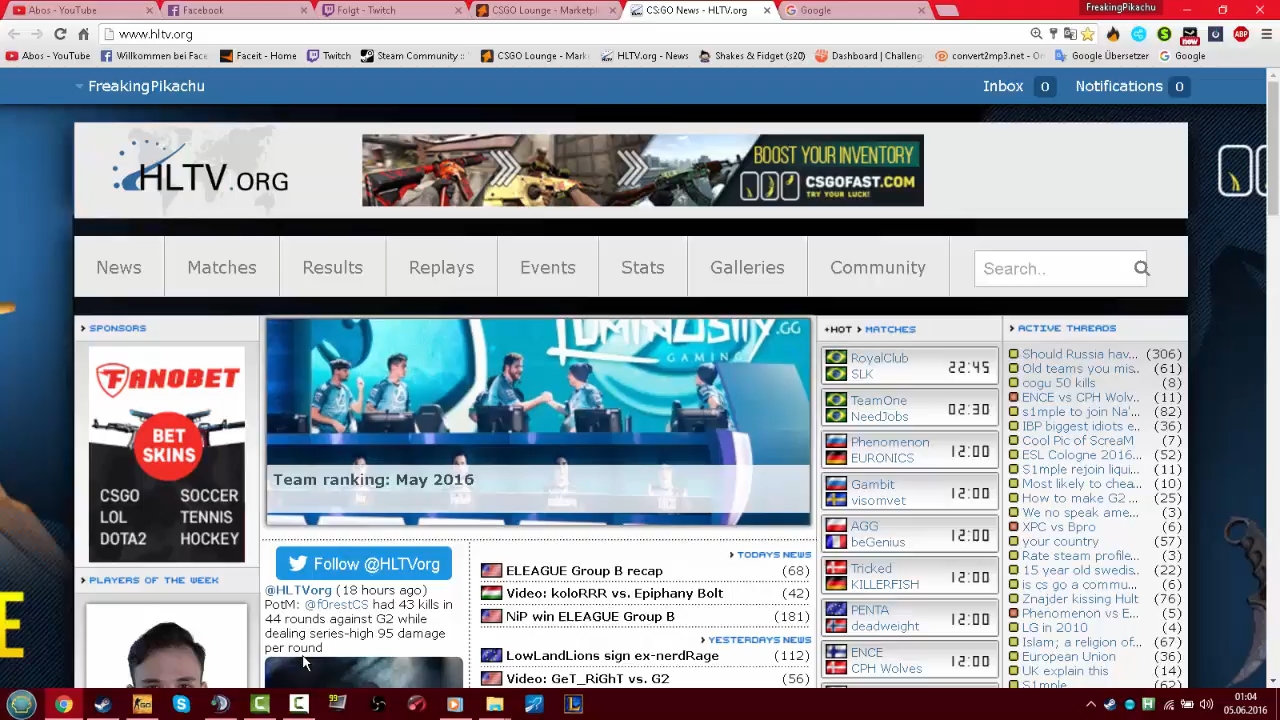 FreakingPikachu
Abos - YouTube
Facebook
Folgt - Twitch
CSGO Lounge - Marketpl
CS:GO News - HLTV.org
Google
www.hltv.org
Abos - YouTube
Willkommen bei Face
Faceit - Home
Twitch
Steam Community ::
CSGO Lounge - Marke
HLTV.org - News
Shakes & Fidget (s20)
Dashboard | Challeng
convert2mp3.net - On
Google Übersetzer
Google
new
ABP
FreakingPikachu
Inbox 0
Notifications 0
HLTV.ORG
BOOST YOUR INVENTORY
CSGOFAST.COM
TRY YOUR LUCK!
News
Matches
Results
Replays
Events
Stats
Galleries
Community
Search..
SPONSORS
FANOBET
BET
SKINS
CSGO SOCCER
LOL TENNIS
DOTA2 HOCKEY
PLAYERS OF THE WEEK
LUMINOSITY.GG
GAMING
Team ranking: May 2016
Follow @HLTVorg
@HLTVorg (18 hours ago)
PotM: @f0restCS had 43 kills in
44 rounds against G2 while
dealing series-high 95 damage
per round
TODAYS NEWS
ELEAGUE Group B recap (68)
Video: koloRRR vs. Epiphany Bolt (42)
NiP win ELEAGUE Group B (181)
YESTERDAYS NEWS
LowLandLions sign ex-nerdRage (112)
Video: GeT_RiGhT vs. G2 (56)
+HOT MATCHES
RoyalClub
SLK
22:45
TeamOne
NeedJobs
02:30
Phenomenon
EURONICS
12:00
Gambit
visomvet
12:00
AGG
beGenius
12:00
Tricked
KILLERFISH
12:00
PENTA
deadweight
12:00
ENCE
CPH Wolves
12:00
ACTIVE THREADS
Should Russia hav... (306)
Old teams you mis... (61)
cogu 50 kills (8)
ENCE vs CPH Wolv... (11)
s1mple to join Na'... (82)
IBP biggest idiots e... (36)
Cool Pic of ScreaM (7)
ESL Cologne 2016... (52)
S1mple rejoin liqui... (11)
Most likely to chea... (10)
How to make G2 ... (25)
We no speak ame... (3)
XPC vs Bpro (6)
your country (57)
Rate steam profile... (3)
15 year old swedis... (23)
is cs go a commu... (6)
Znajder kissing Hult (6)
Phenomeno vs E... (5)
LG in 2010 (4)
Islam; a religion of... (67)
European Union (38)
UK explain this (14)
S1mple (62)
E
01:04
05.06.2016